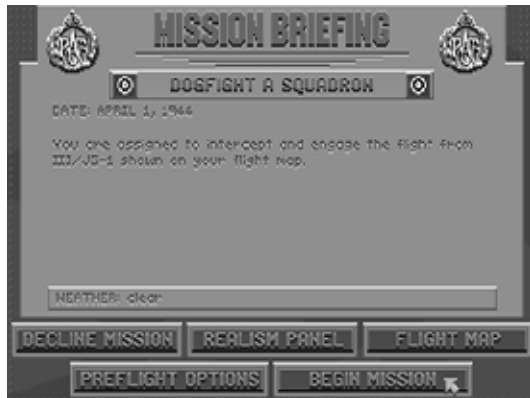 RAF
MISSION BRIEFING
RAF
DOGFIGHT A SQUADRON
DATE: APRIL 1, 1944
You are assigned to intercept and engage the flight from
III/JG-1 shown on your flight map.
WEATHER: clear
DECLINE MISSION
REALISM PANEL
FLIGHT MAP
PREFLIGHT OPTIONS
BEGIN MISSION